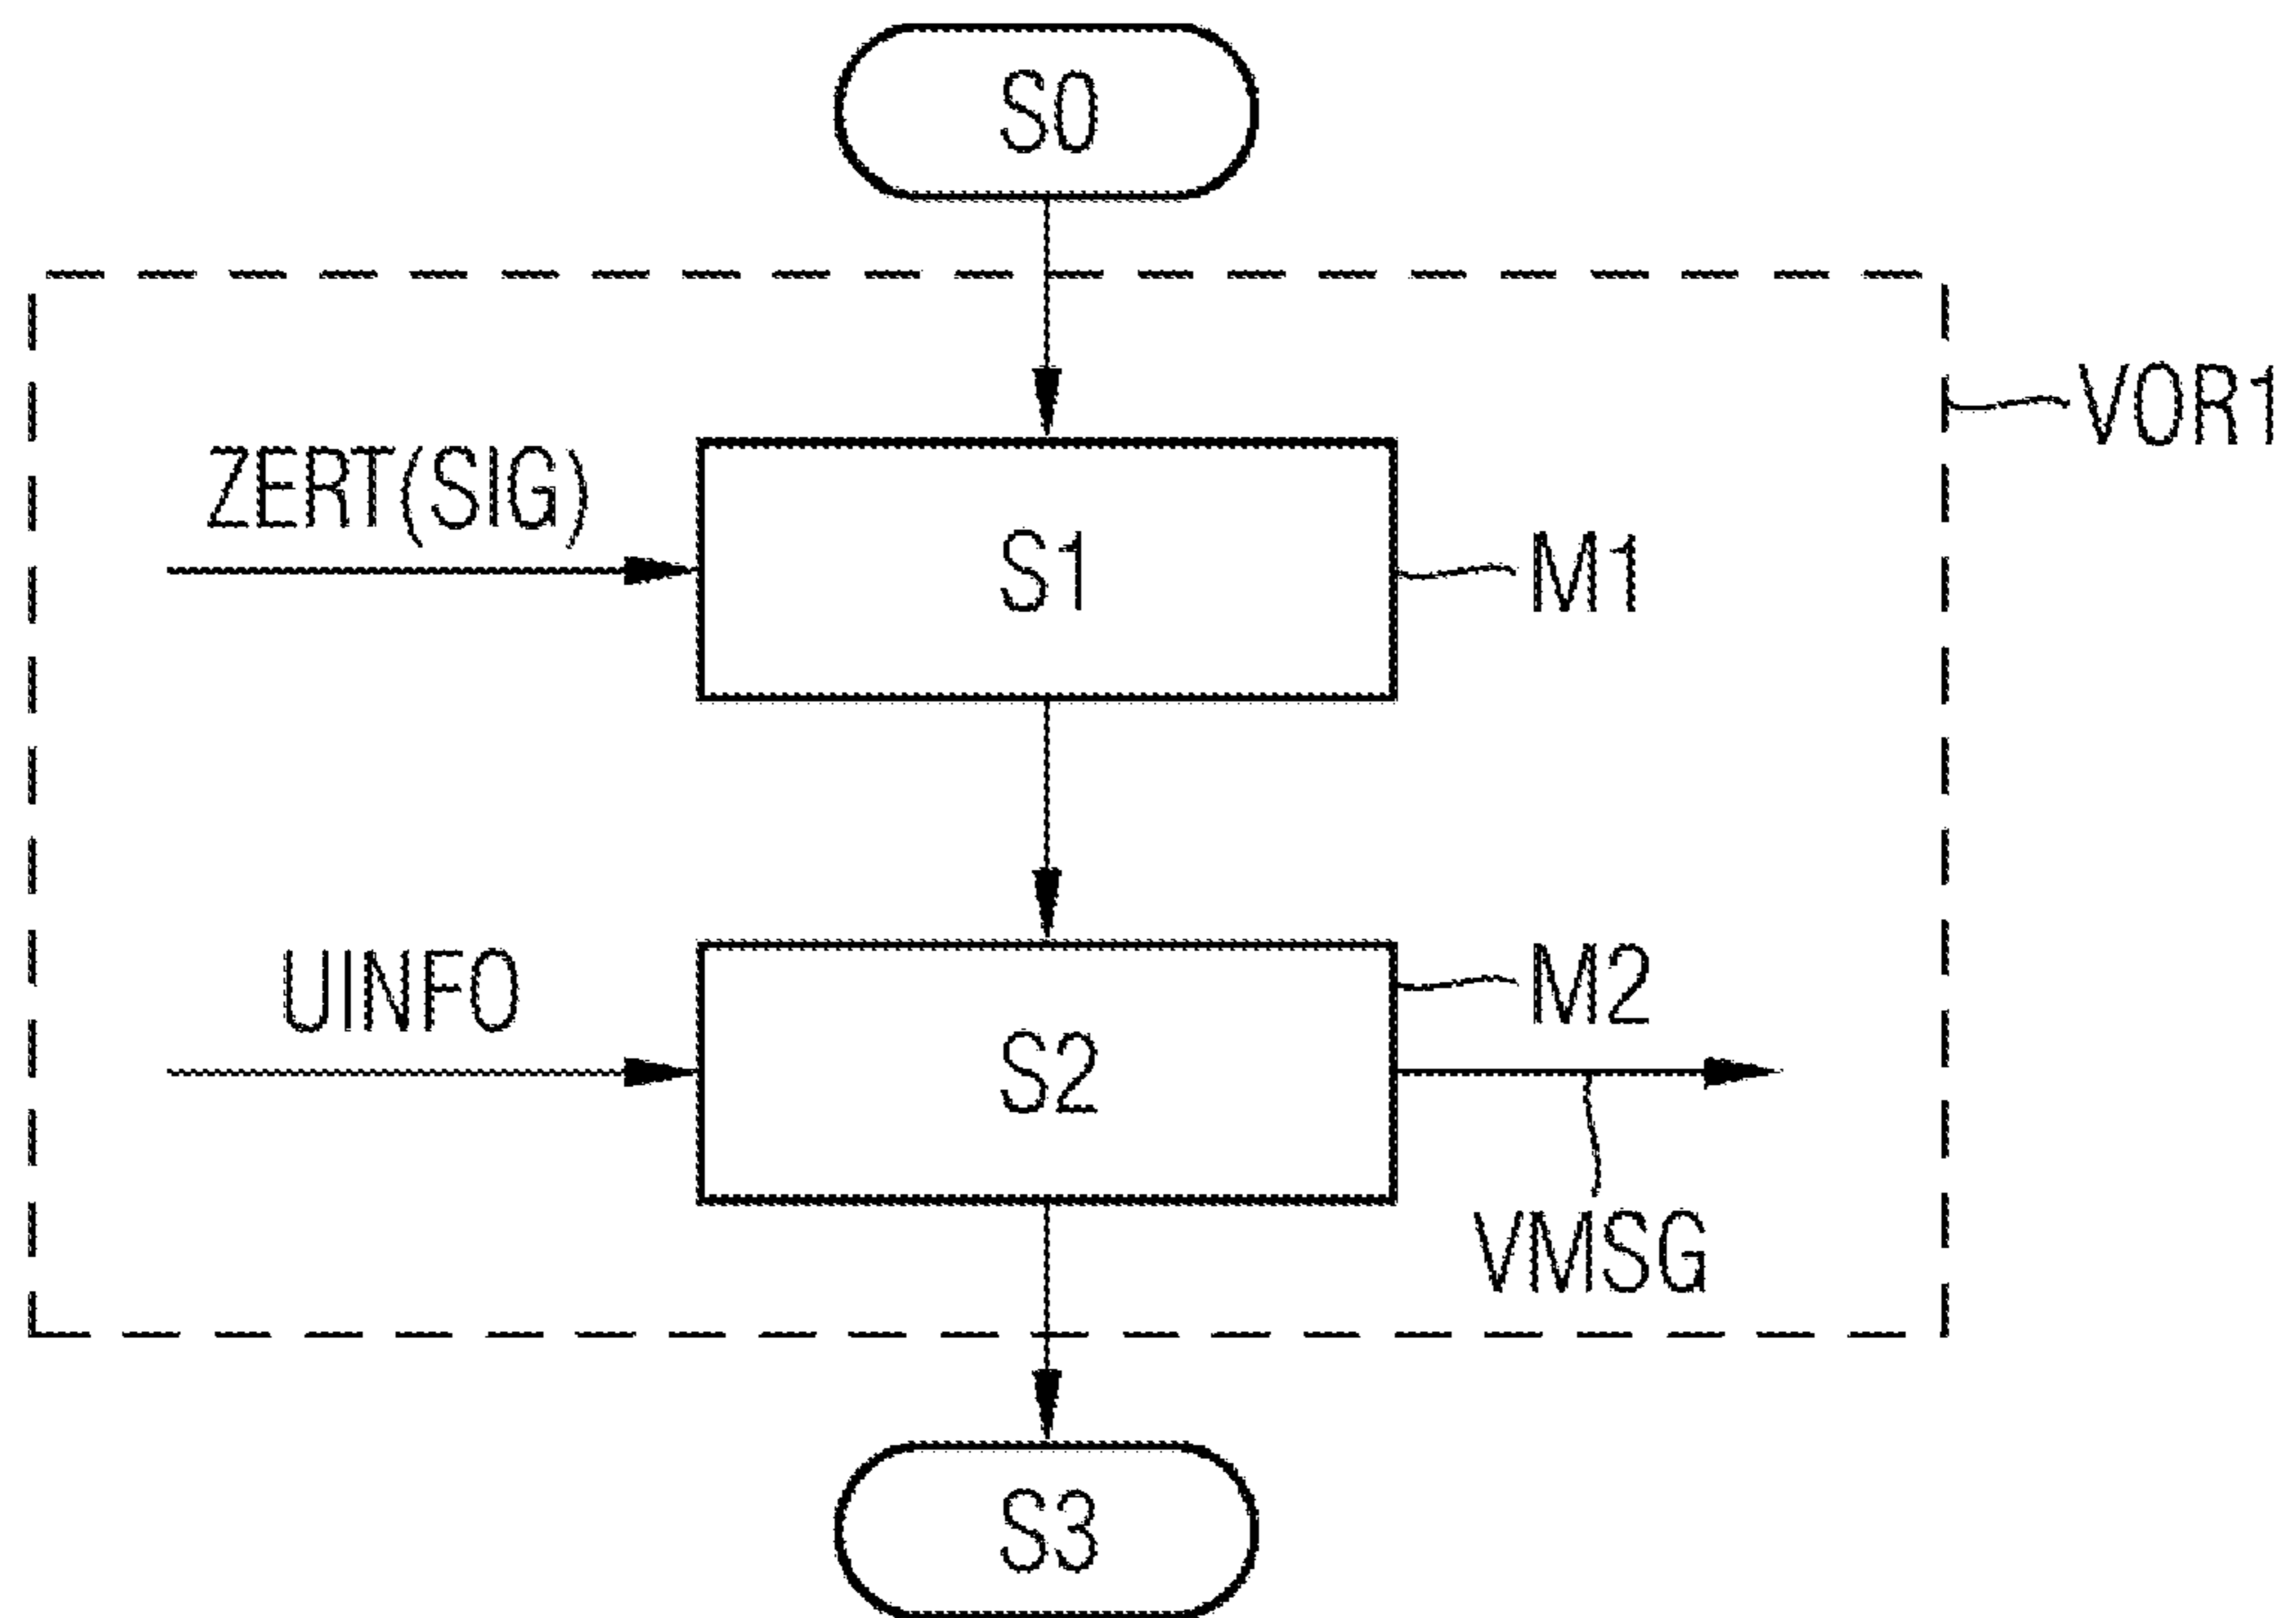 S0
VOR1
ZERT(SIG)
S1
M1
UINFO
M2
S2
VMSG
S3